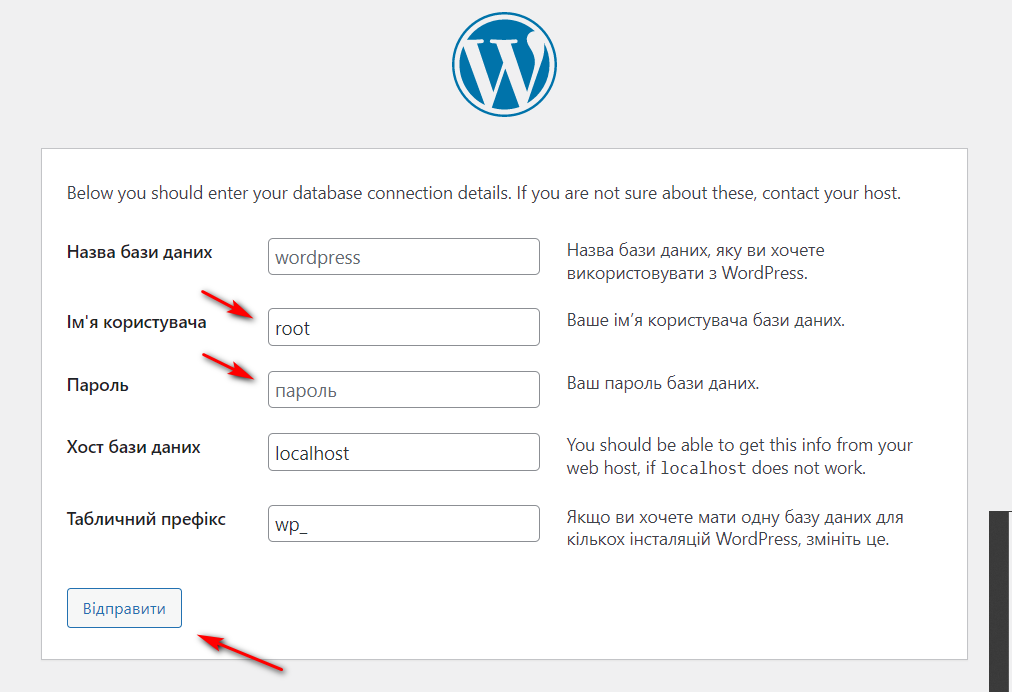 Below you should enter your database connection details. If you are not sure about these, contact your host.
Назва бази даних
wordpress
Назва бази даних, яку ви хочете
використовувати з WordPress.
Ім'я користувача
root
Ваше ім’я користувача бази даних.
Пароль
пароль
Ваш пароль бази даних.
Хост бази даних
localhost
You should be able to get this info from your
web host, if localhost does not work.
Табличний префікс
wp_
Якщо ви хочете мати одну базу даних для
кількох інсталяцій WordPress, змініть це.
Відправити